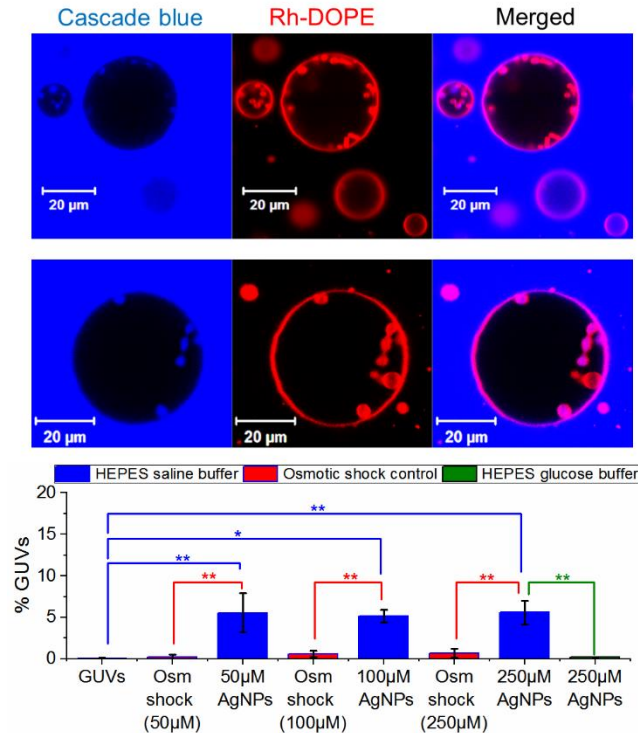 Cascade blue Rh-DOPE Merged
20 µm 20 µm 20 µm
20 µm 20 µm 20 µm
HEPES saline buffer Osmotic shock control HEPES glucose buffer
20
15
10
5
0
% GUVs
**
*
**
** ** ** **
GUVs Osm 50µM Osm 100µM Osm 250µM 250µM
shock AgNPs shock AgNPs shock AgNPs AgNPs
(50µM) (100µM) (250µM)